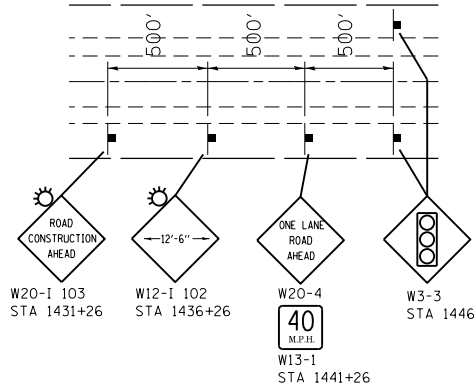 500'
500'
500'
ROAD
CONSTRUCTION
AHEAD
12'-6"
ONE LANE
ROAD
AHEAD
W20-I 103
STA 1431+26
W12-I 102
STA 1436+26
W20-4
40
M.P.H.
W13-1
STA 1441+26
W3-3
STA 1446